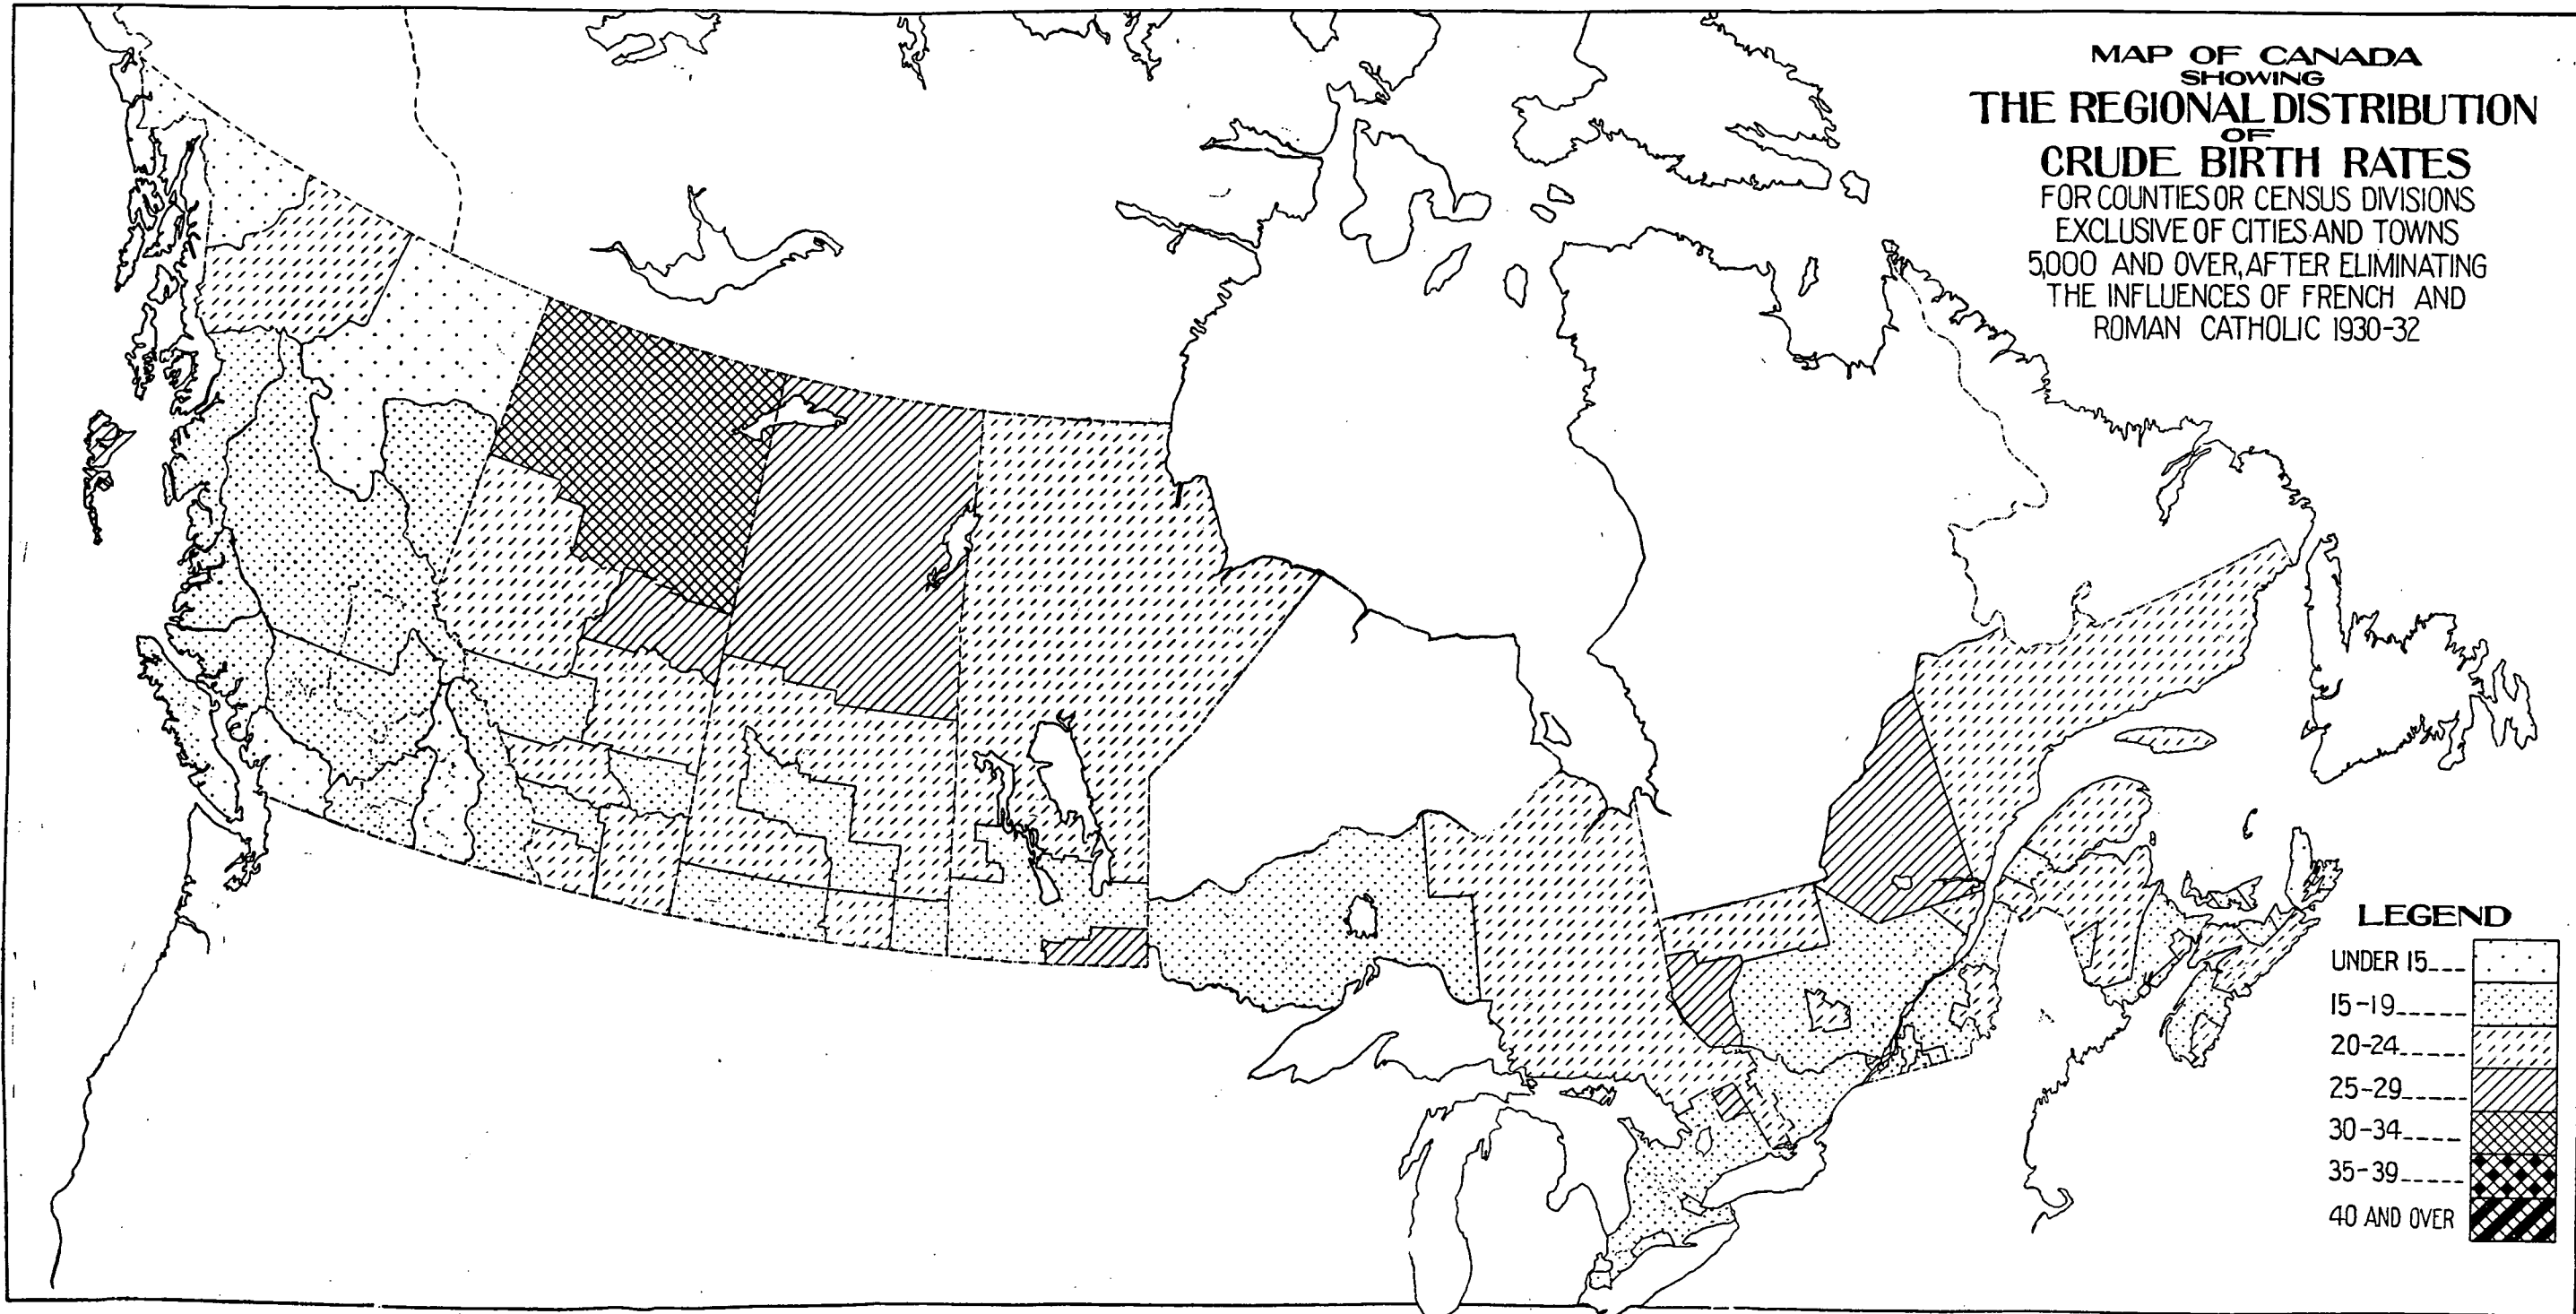 MAP OF CANADA
SHOWING
THE REGIONAL DISTRIBUTION
OF
CRUDE BIRTH RATES
FOR COUNTIES OR CENSUS DIVISIONS
EXCLUSIVE OF CITIES AND TOWNS
5,000 AND OVER, AFTER ELIMINATING
THE INFLUENCES OF FRENCH AND
ROMAN CATHOLIC 1930-32
LEGEND
UNDER 15
15-19
20-24
25-29
30-34
35-39
40 AND OVER